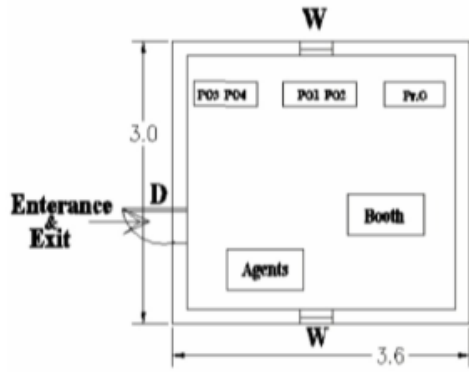 W
PO3 PO4 PO1 PO2 Pr.O
3.0
D
Enterance
&
Exit
Booth
Agents
W
3.6